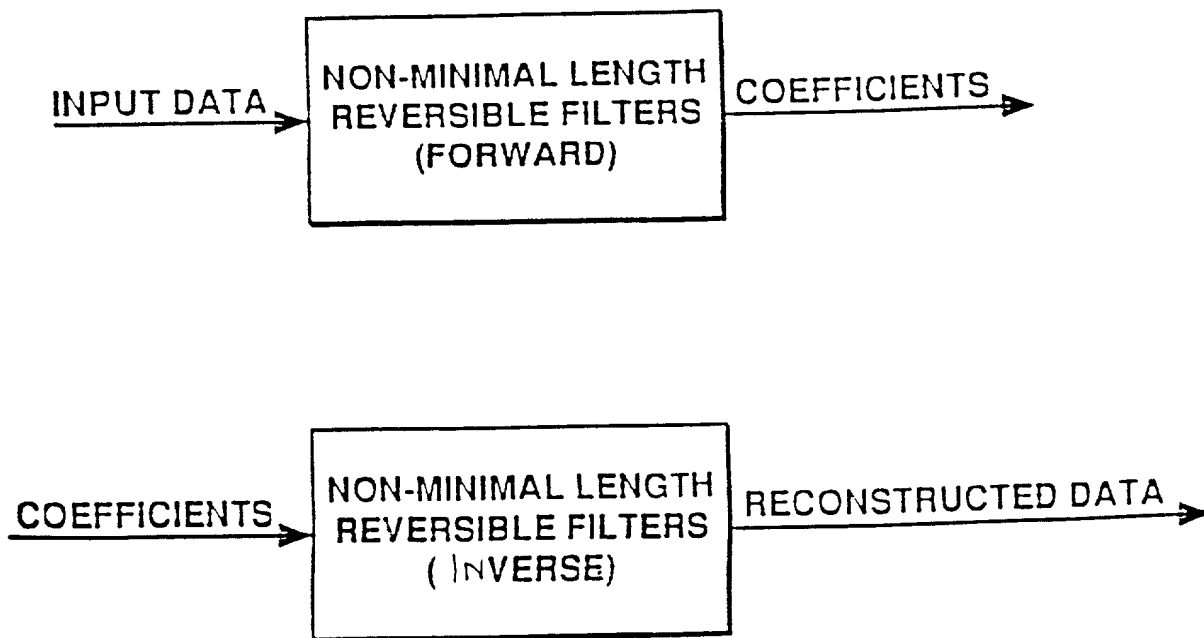 INPUT DATA
NON-MINIMAL LENGTH
REVERSIBLE FILTERS
(FORWARD)
COEFFICIENTS
COEFFICIENTS
NON-MINIMAL LENGTH
REVERSIBLE FILTERS
( INVERSE)
RECONSTRUCTED DATA